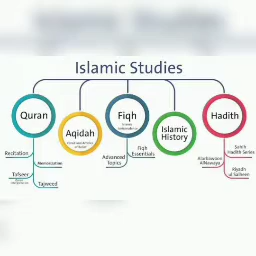 Islamic Studies
Quran
Aqidah
Fiqh
Islamic
History
Hadith
Recitation
Memorization
Tafseer
Tajweed
Advanced
Topics
Fiqh
Essentials
AlNawawi
Hadith Series
Riyadh
al Saliheen